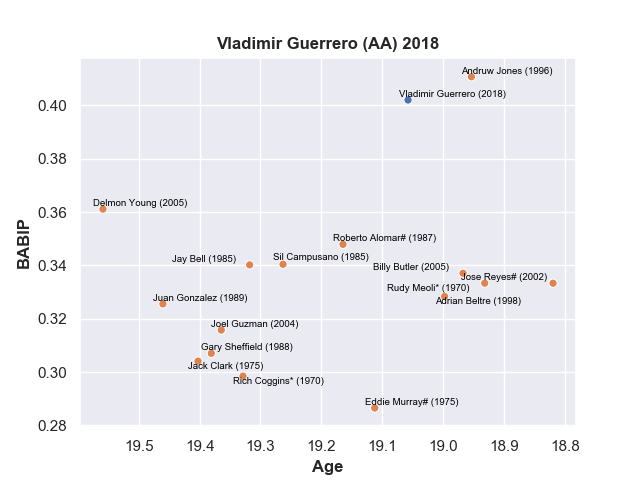 Vladimir Guerrero (AA) 2018
Andruw Jones (1996)
Vladimir Guerrero (2018)
Delmon Young (2005)
Roberto Alomar# (1987)
Jay Bell (1985)
Sil Campusano (1985)
Billy Butler (2005)
Jose Reyes# (2002)
Rudy Meoli* (1970)
Adrian Beltre (1998)
Juan Gonzalez (1989)
Joel Guzman (2004)
Gary Sheffield (1988)
Jack Clark (1975)
Rich Coggins* (1970)
Eddie Murray# (1975)
BABIP
0.40
0.38
0.36
0.34
0.32
0.30
0.28
19.5 19.4 19.3 19.2 19.1 19.0 18.9 18.8
Age